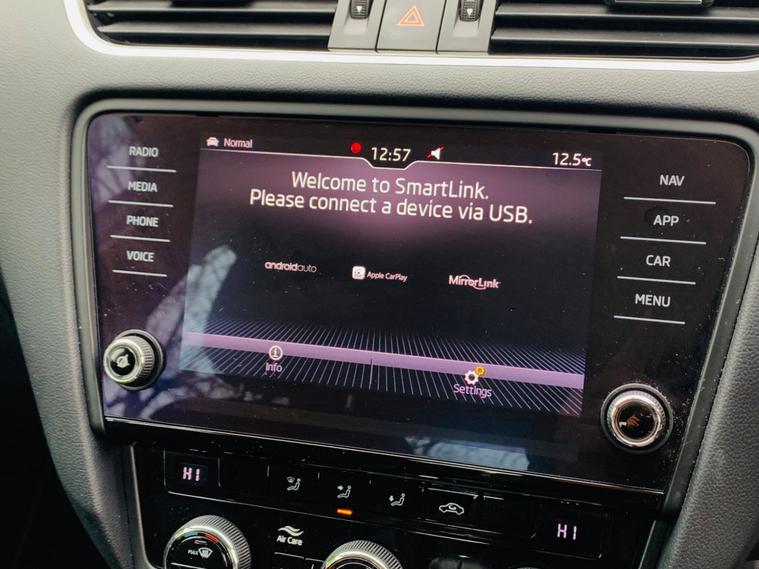 Normal
12:57
12.5°C
RADIO
MEDIA
PHONE
VOICE
Welcome to SmartLink.
Please connect a device via USB.
androidauto
Apple CarPlay
MirrorLink
Info
Settings
NAV
APP
CAR
MENU
HI
HI
MAX
Air Care